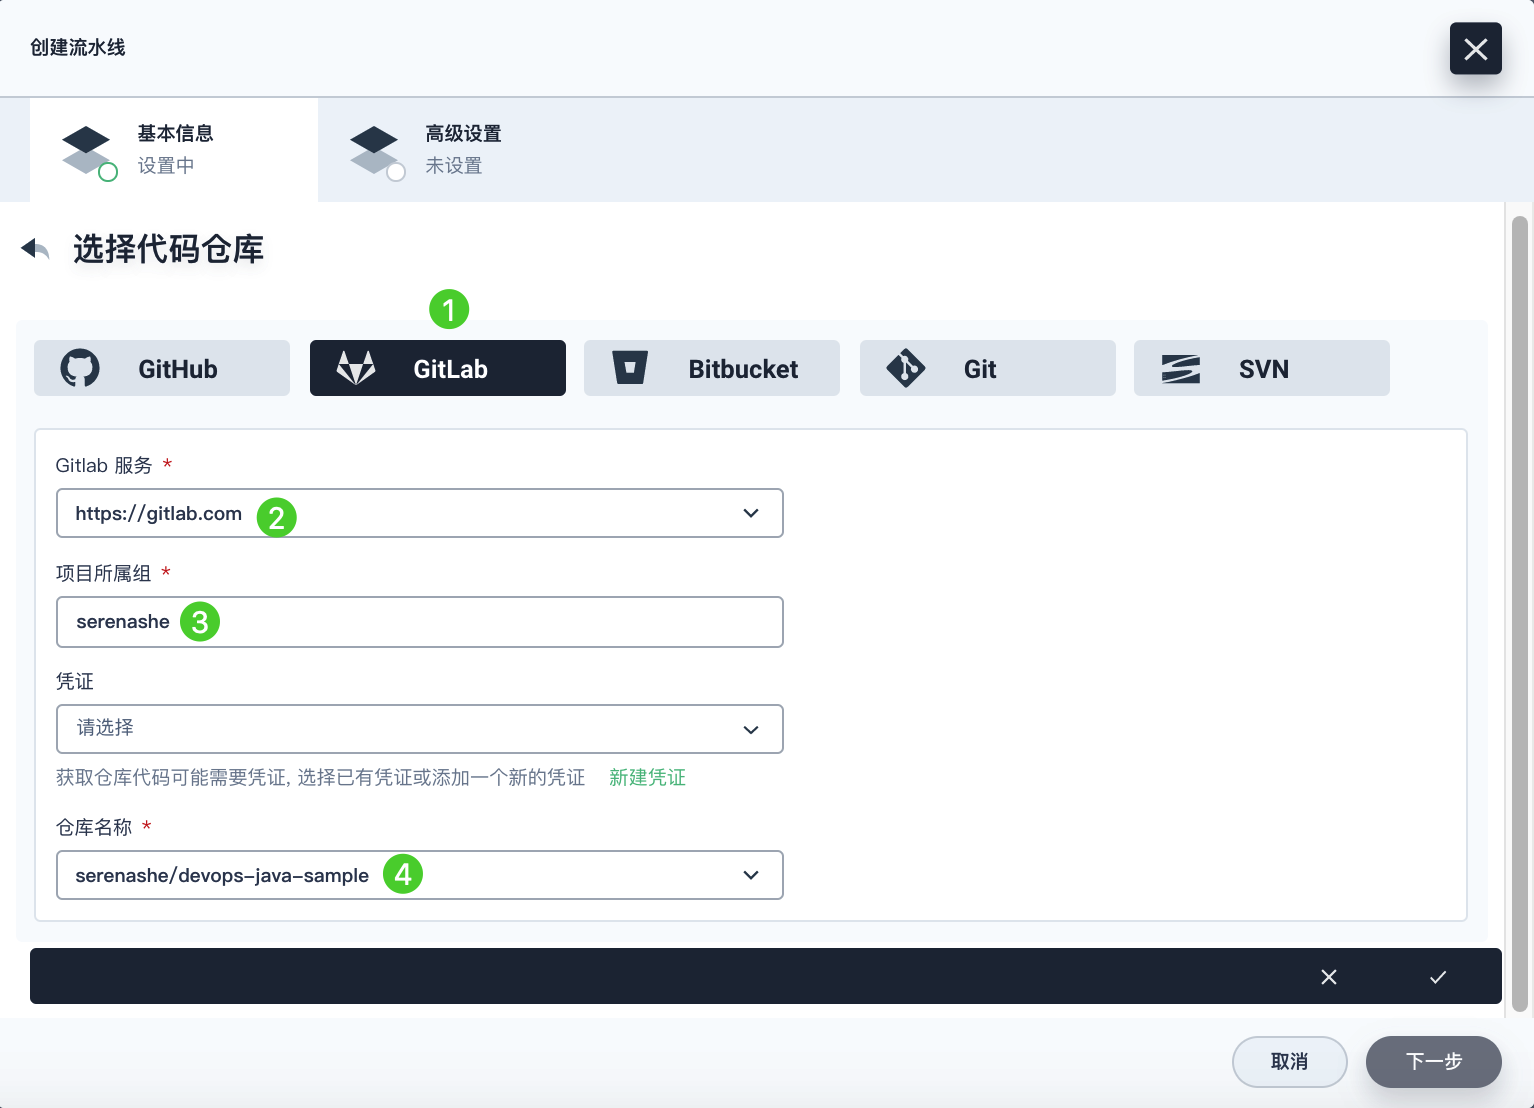 创建流水线
基本信息
设置中
高级设置
未设置
选择代码仓库
1
GitHub
GitLab
Bitbucket
Git
SVN
Gitlab 服务 *
https://gitlab.com 2
项目所属组 *
serenashe 3
凭证
请选择
获取仓库代码可能需要凭证, 选择已有凭证或添加一个新的凭证 新建凭证
仓库名称 *
serenashe/devops-java-sample 4
取消
下一步